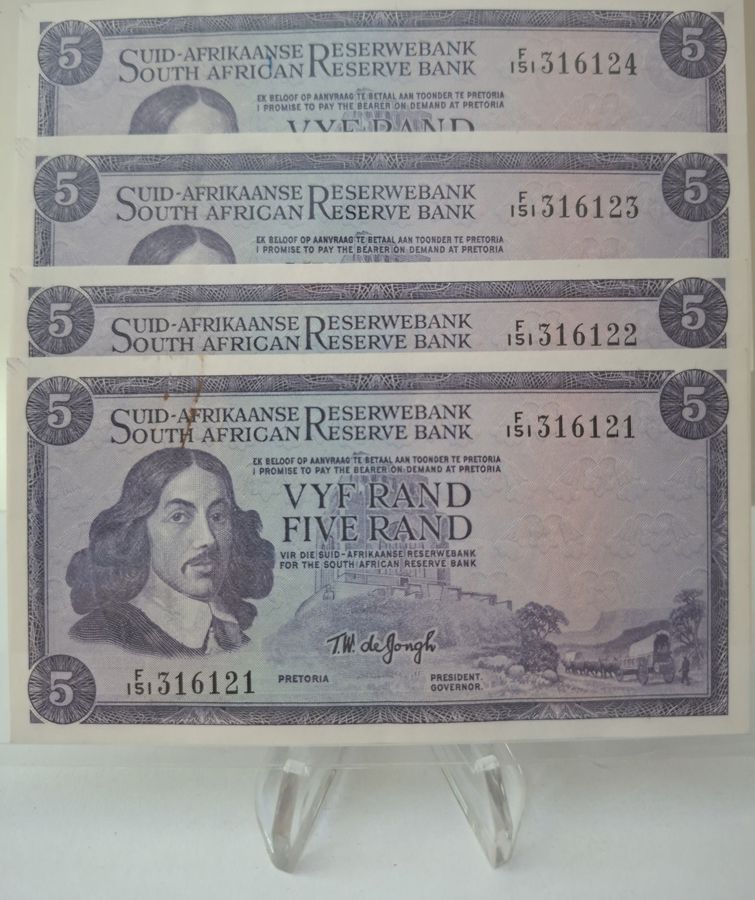 5 SUID-AFRIKAANSE RESERWEBANK F/151 316124 5
SOUTH AFRICAN RESERVE BANK
EK BELOOF OP AANVRAAG TE BETAAL AAN TOONDER TE PRETORIA
I PROMISE TO PAY THE BEARER ON DEMAND AT PRETORIA
VYF RAND
5 SUID-AFRIKAANSE RESERWEBANK F/151 316123 5
SOUTH AFRICAN RESERVE BANK
EK BELOOF OP AANVRAAG TE BETAAL AAN TOONDER TE PRETORIA
I PROMISE TO PAY THE BEARER ON DEMAND AT PRETORIA
5 SUID-AFRIKAANSE RESERWEBANK F/151 316122 5
SOUTH AFRICAN RESERVE BANK
5 SUID-AFRIKAANSE RESERWEBANK F/151 316121 5
SOUTH AFRICAN RESERVE BANK
EK BELOOF OP AANVRAAG TE BETAAL AAN TOONDER TE PRETORIA
I PROMISE TO PAY THE BEARER ON DEMAND AT PRETORIA
VYF RAND
FIVE RAND
VIR DIE SUID-AFRIKAANSE RESERWEBANK
FOR THE SOUTH AFRICAN RESERVE BANK
T.W. de Jongh
5 F/151 316121 PRETORIA PRESIDENT.
GOVERNOR.